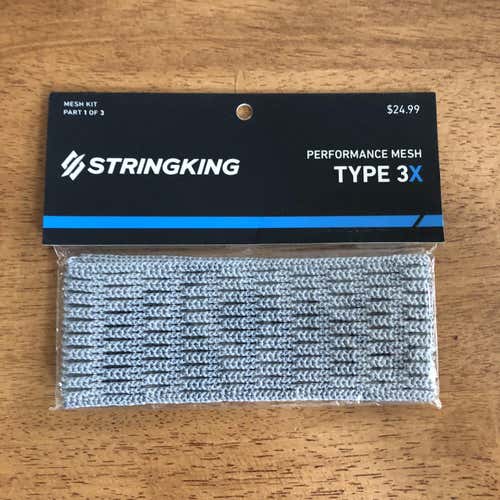 MESH KIT
PART 1 OF 3
$24.99
STRINGKING
PERFORMANCE MESH
TYPE 3X